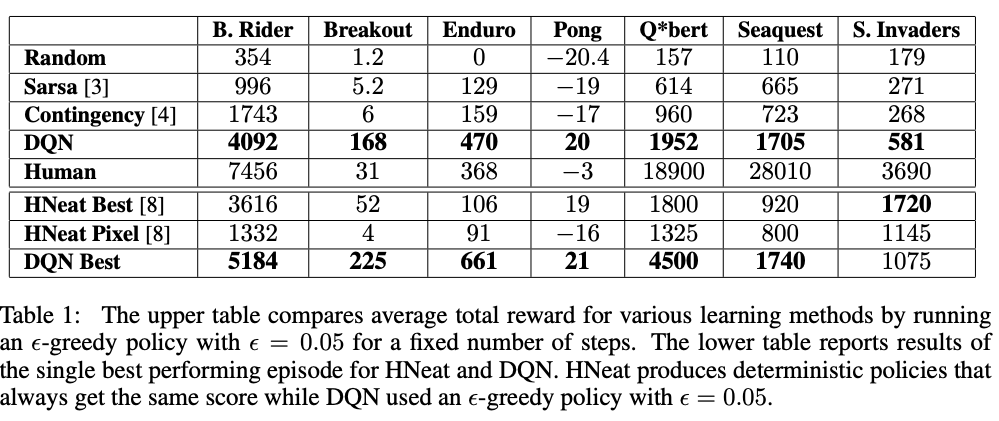 B. Rider Breakout Enduro Pong Q*bert Seaquest S. Invaders
Random 354 1.2 0 −20.4 157 110 179
Sarsa [3] 996 5.2 129 −19 614 665 271
Contingency [4] 1743 6 159 −17 960 723 268
DQN 4092 168 470 20 1952 1705 581
Human 7456 31 368 −3 18900 28010 3690
HNeat Best [8] 3616 52 106 19 1800 920 1720
HNeat Pixel [8] 1332 4 91 −16 1325 800 1145
DQN Best 5184 225 661 21 4500 1740 1075
Table 1: The upper table compares average total reward for various learning methods by running
an ϵ-greedy policy with ϵ = 0.05 for a fixed number of steps. The lower table reports results of
the single best performing episode for HNeat and DQN. HNeat produces deterministic policies that
always get the same score while DQN used an ϵ-greedy policy with ϵ = 0.05.